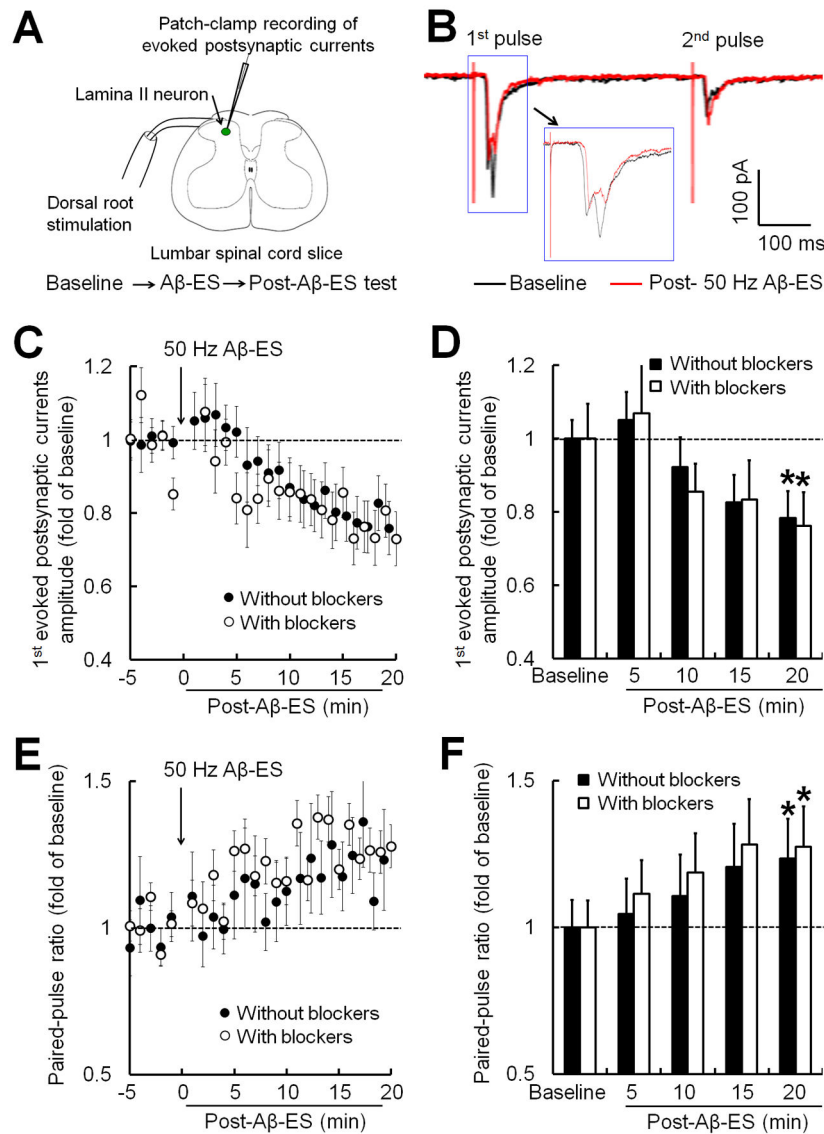 A
Patch-clamp recording of
evoked postsynaptic currents
Lamina II neuron
Dorsal root
stimulation
Lumbar spinal cord slice
Baseline → Aβ-ES → Post-Aβ-ES test
B
1st pulse
2nd pulse
100 pA
100 ms
Baseline
Post- 50 Hz Aβ-ES
C
50 Hz Aβ-ES
1st evoked postsynaptic currents
amplitude (fold of baseline)
1.2
1
0.8
0.6
0.4
Without blockers
With blockers
-5 0 5 10 15 20
Post-Aβ-ES (min)
D
1st evoked postsynaptic currents
amplitude (fold of baseline)
1.2
1
0.8
0.6
0.4
Without blockers
With blockers
**
Baseline 5 10 15 20
Post-Aβ-ES (min)
E
50 Hz Aβ-ES
Paired-pulse ratio (fold of baseline)
1.5
1
0.5
Without blockers
With blockers
-5 0 5 10 15 20
Post-Aβ-ES (min)
F
Paired-pulse ratio (fold of baseline)
1.5
1
0.5
Without blockers
With blockers
* *
Baseline 5 10 15 20
Post-Aβ-ES (min)